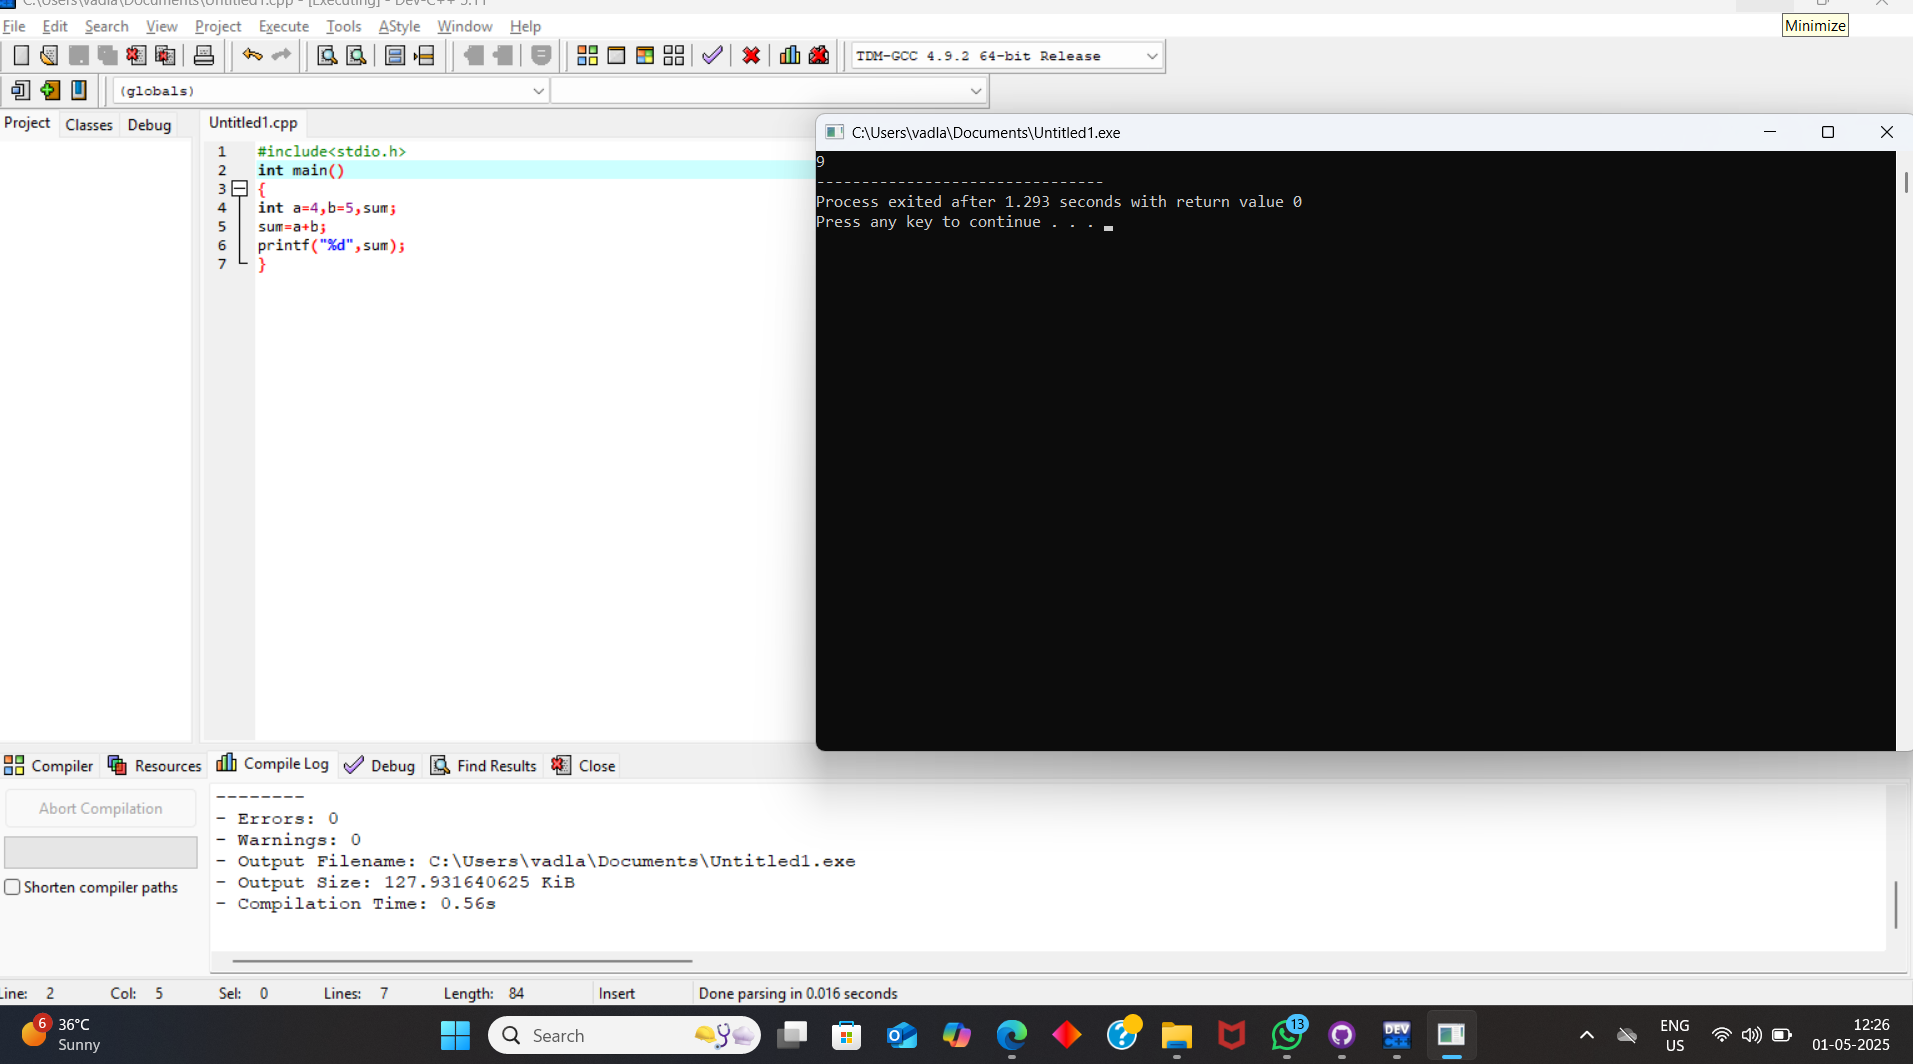 C:\Users\vadla\Documents\Untitled1.cpp - [Executing] - Dev-C++ 5.11
Minimize
File Edit Search View Project Execute Tools AStyle Window Help
TDM-GCC 4.9.2 64-bit Release
(globals)
Project Classes Debug
Untitled1.cpp
1 #include<stdio.h>
2 int main()
3 {
4 int a=4,b=5,sum;
5 sum=a+b;
6 printf("%d",sum);
7 }
C:\Users\vadla\Documents\Untitled1.exe
9
--------------------------------
Process exited after 1.293 seconds with return value 0
Press any key to continue . . .
Compiler Resources Compile Log Debug Find Results Close
Abort Compilation
Shorten compiler paths
--------
- Errors: 0
- Warnings: 0
- Output Filename: C:\Users\vadla\Documents\Untitled1.exe
- Output Size: 127.931640625 KiB
- Compilation Time: 0.56s
Line: 2 Col: 5 Sel: 0 Lines: 7 Length: 84 Insert Done parsing in 0.016 seconds
6
36°C
Sunny
Search
13
DEV
C++
ENG
US
12:26
01-05-2025